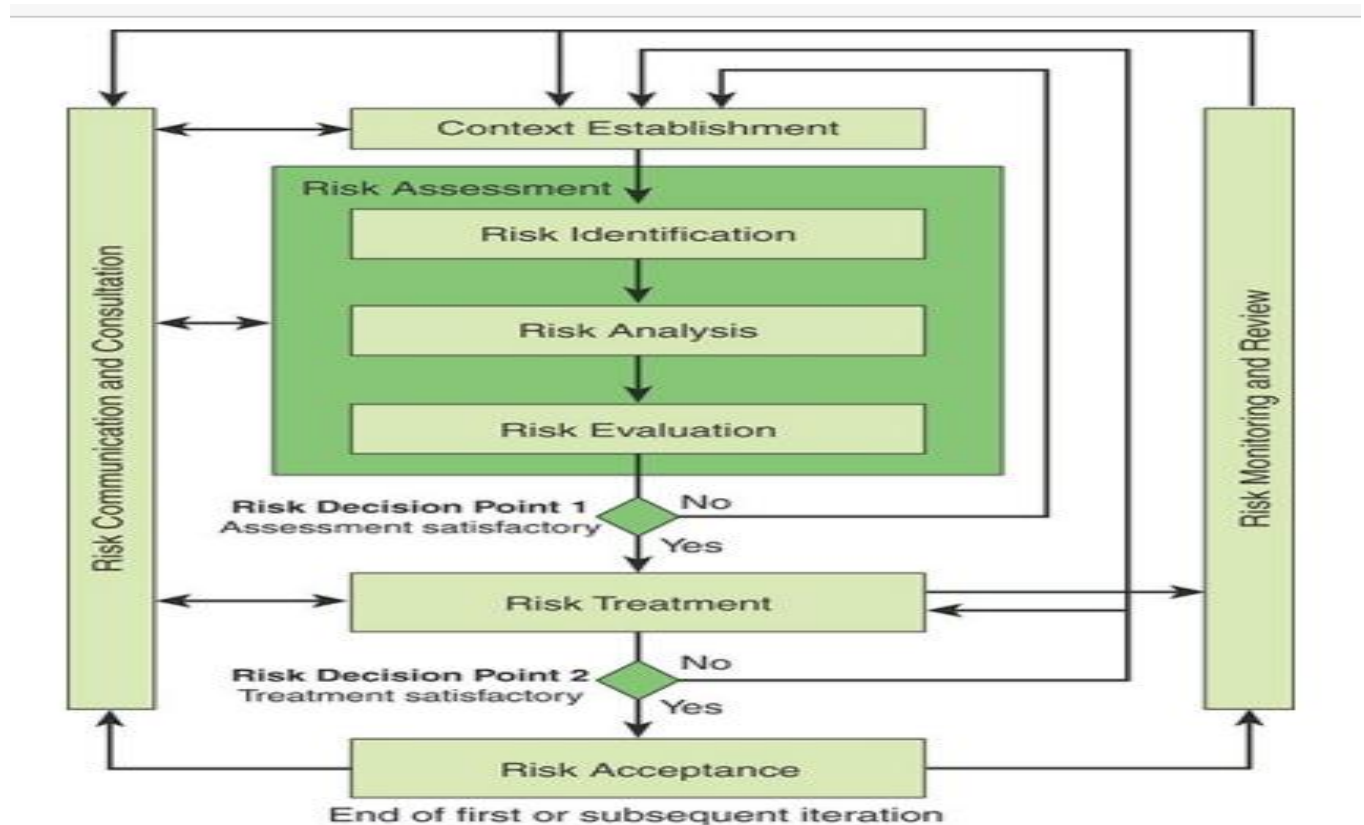 Context Establishment
Risk Assessment
Risk Identification
Risk Analysis
Risk Evaluation
Risk Decision Point 1
Assessment satisfactory
No
Yes
Risk Treatment
Risk Decision Point 2
Treatment satisfactory
No
Yes
Risk Acceptance
End of first or subsequent iteration
Risk Communication and Consultation
Risk Monitoring and Review